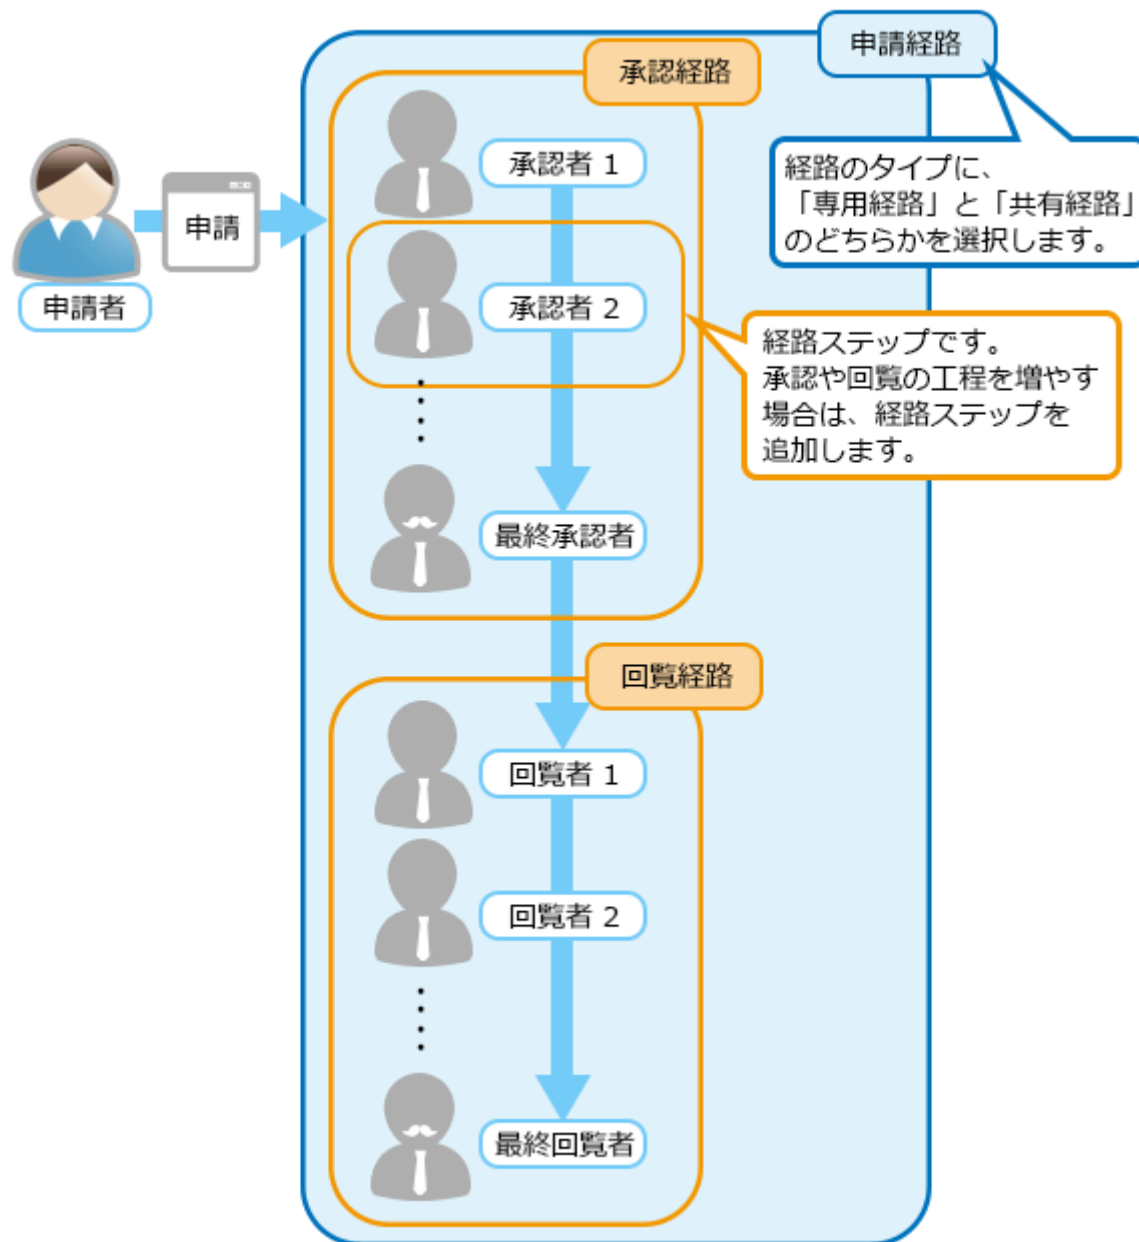 申請経路
承認経路
経路のタイプに、
「専用経路」と「共有経路」
のどちらかを選択します。
承認者 1
申請
申請者
承認者 2
経路ステップです。
承認や回覧の工程を増やす
場合は、経路ステップを
追加します。
最終承認者
回覧経路
回覧者 1
回覧者 2
最終回覧者